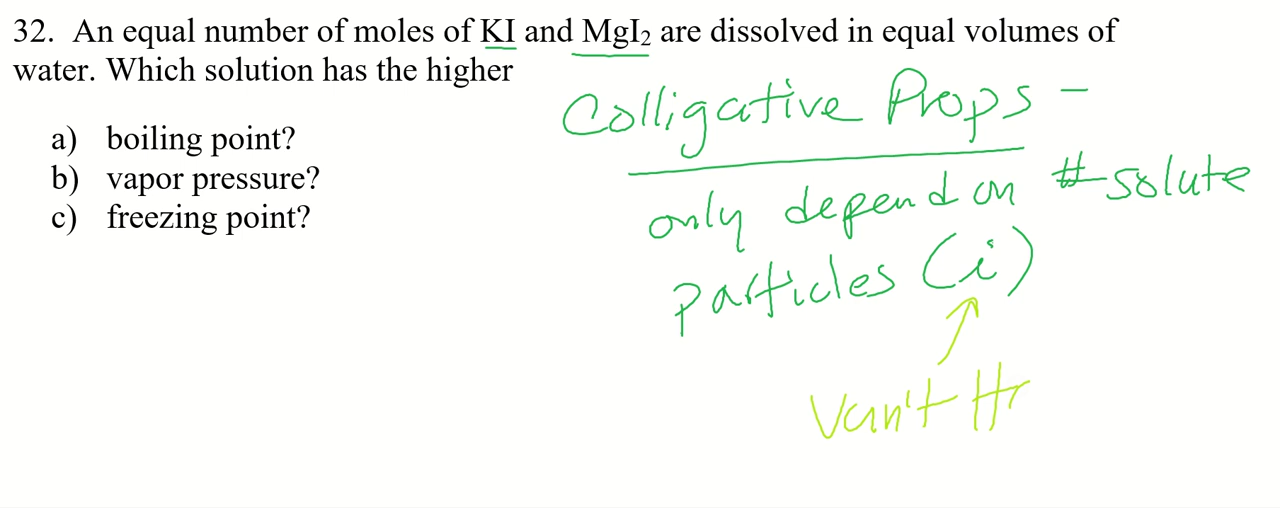 32. An equal number of moles of KI and MgI₂ are dissolved in equal volumes of
water. Which solution has the higher
a) boiling point?
b) vapor pressure?
c) freezing point?
Colligative Props -
only depend on # solute
particles (i)
Van't H